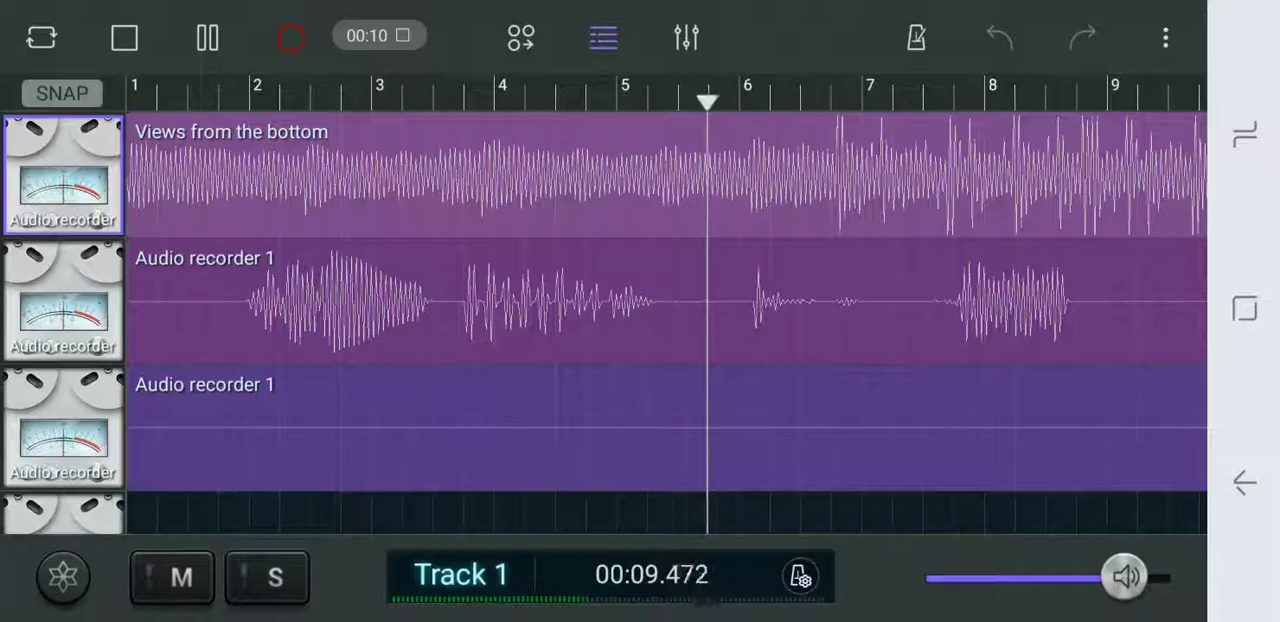 00:10
SNAP
1 2 3 4 5 6 7 8 9
Views from the bottom
Audio recorder
Audio recorder 1
Audio recorder
Audio recorder 1
Audio recorder
M S Track 1 00:09.472